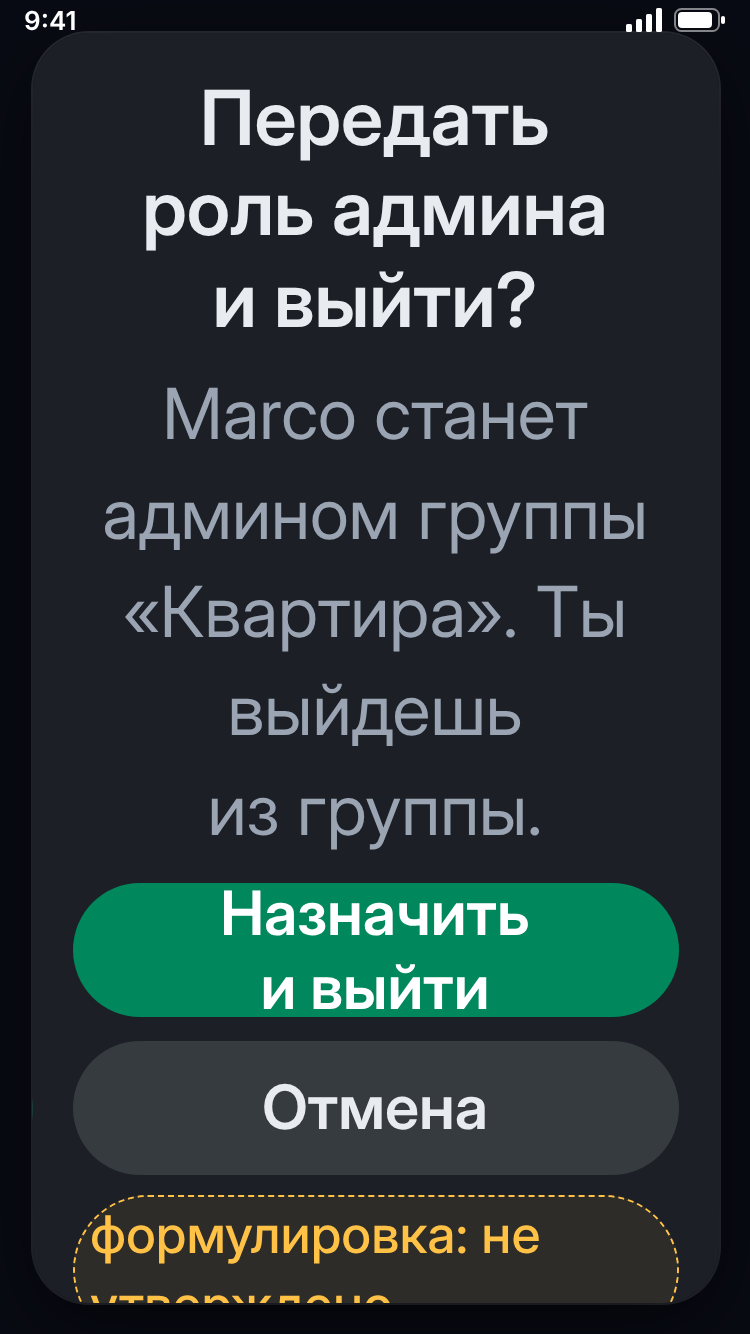 9:41
Передать
роль админа
и выйти?
Marco станет
админом группы
«Квартира». Ты
выйдешь
из группы.
Назначить
и выйти
Отмена
формулировка: не